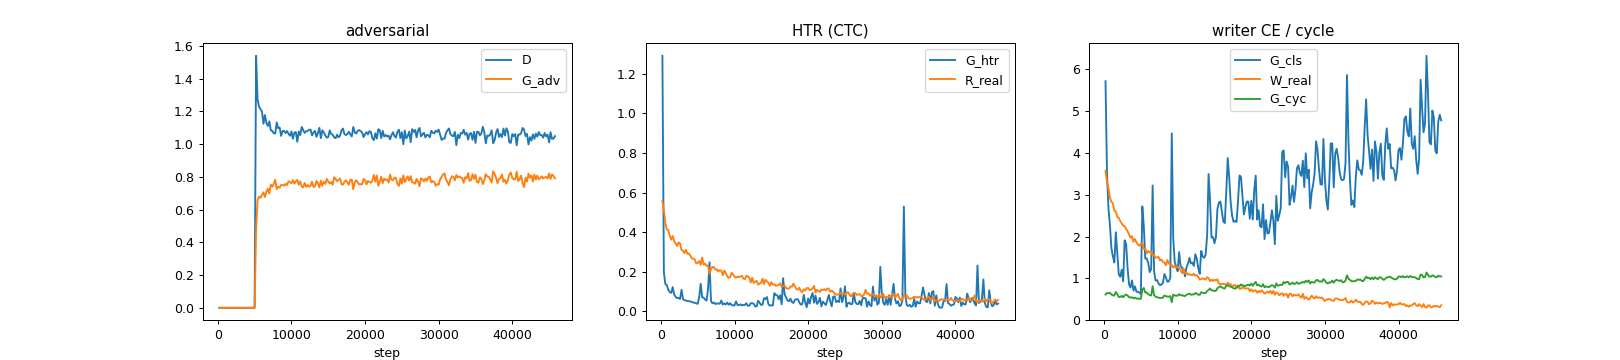 adversarial
1.6
1.4
1.2
1.0
0.8
0.6
0.4
0.2
0.0
0
10000
20000
30000
40000
step
D
G_adv
HTR (CTC)
1.2
1.0
0.8
0.6
0.4
0.2
0.0
0
10000
20000
30000
40000
step
G_htr
R_real
writer CE / cycle
6
5
4
3
2
1
0
0
10000
20000
30000
40000
step
G_cls
W_real
G_cyc